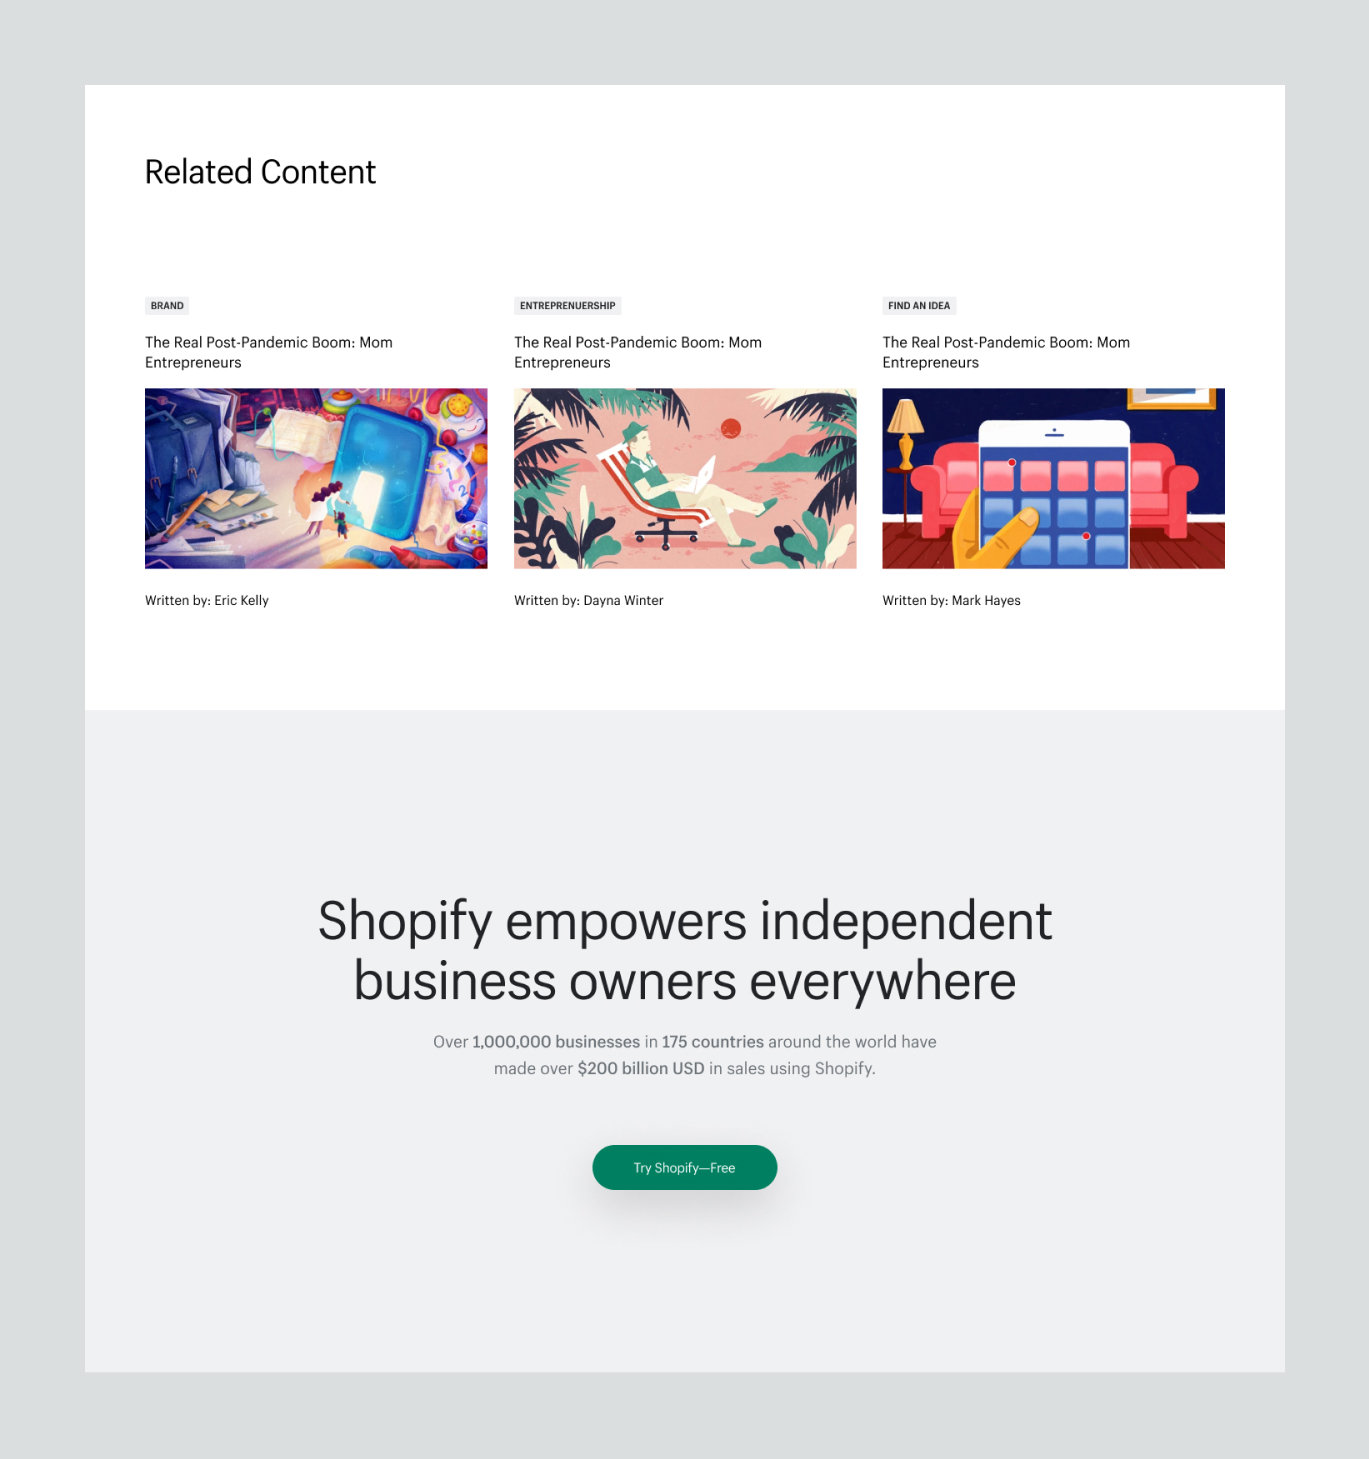 Related Content
BRAND
The Real Post-Pandemic Boom: Mom
Entrepreneurs
Written by: Eric Kelly
ENTREPRENUERSHIP
The Real Post-Pandemic Boom: Mom
Entrepreneurs
Written by: Dayna Winter
FIND AN IDEA
The Real Post-Pandemic Boom: Mom
Entrepreneurs
Written by: Mark Hayes
Shopify empowers independent
business owners everywhere
Over 1,000,000 businesses in 175 countries around the world have
made over $200 billion USD in sales using Shopify.
Try Shopify—Free